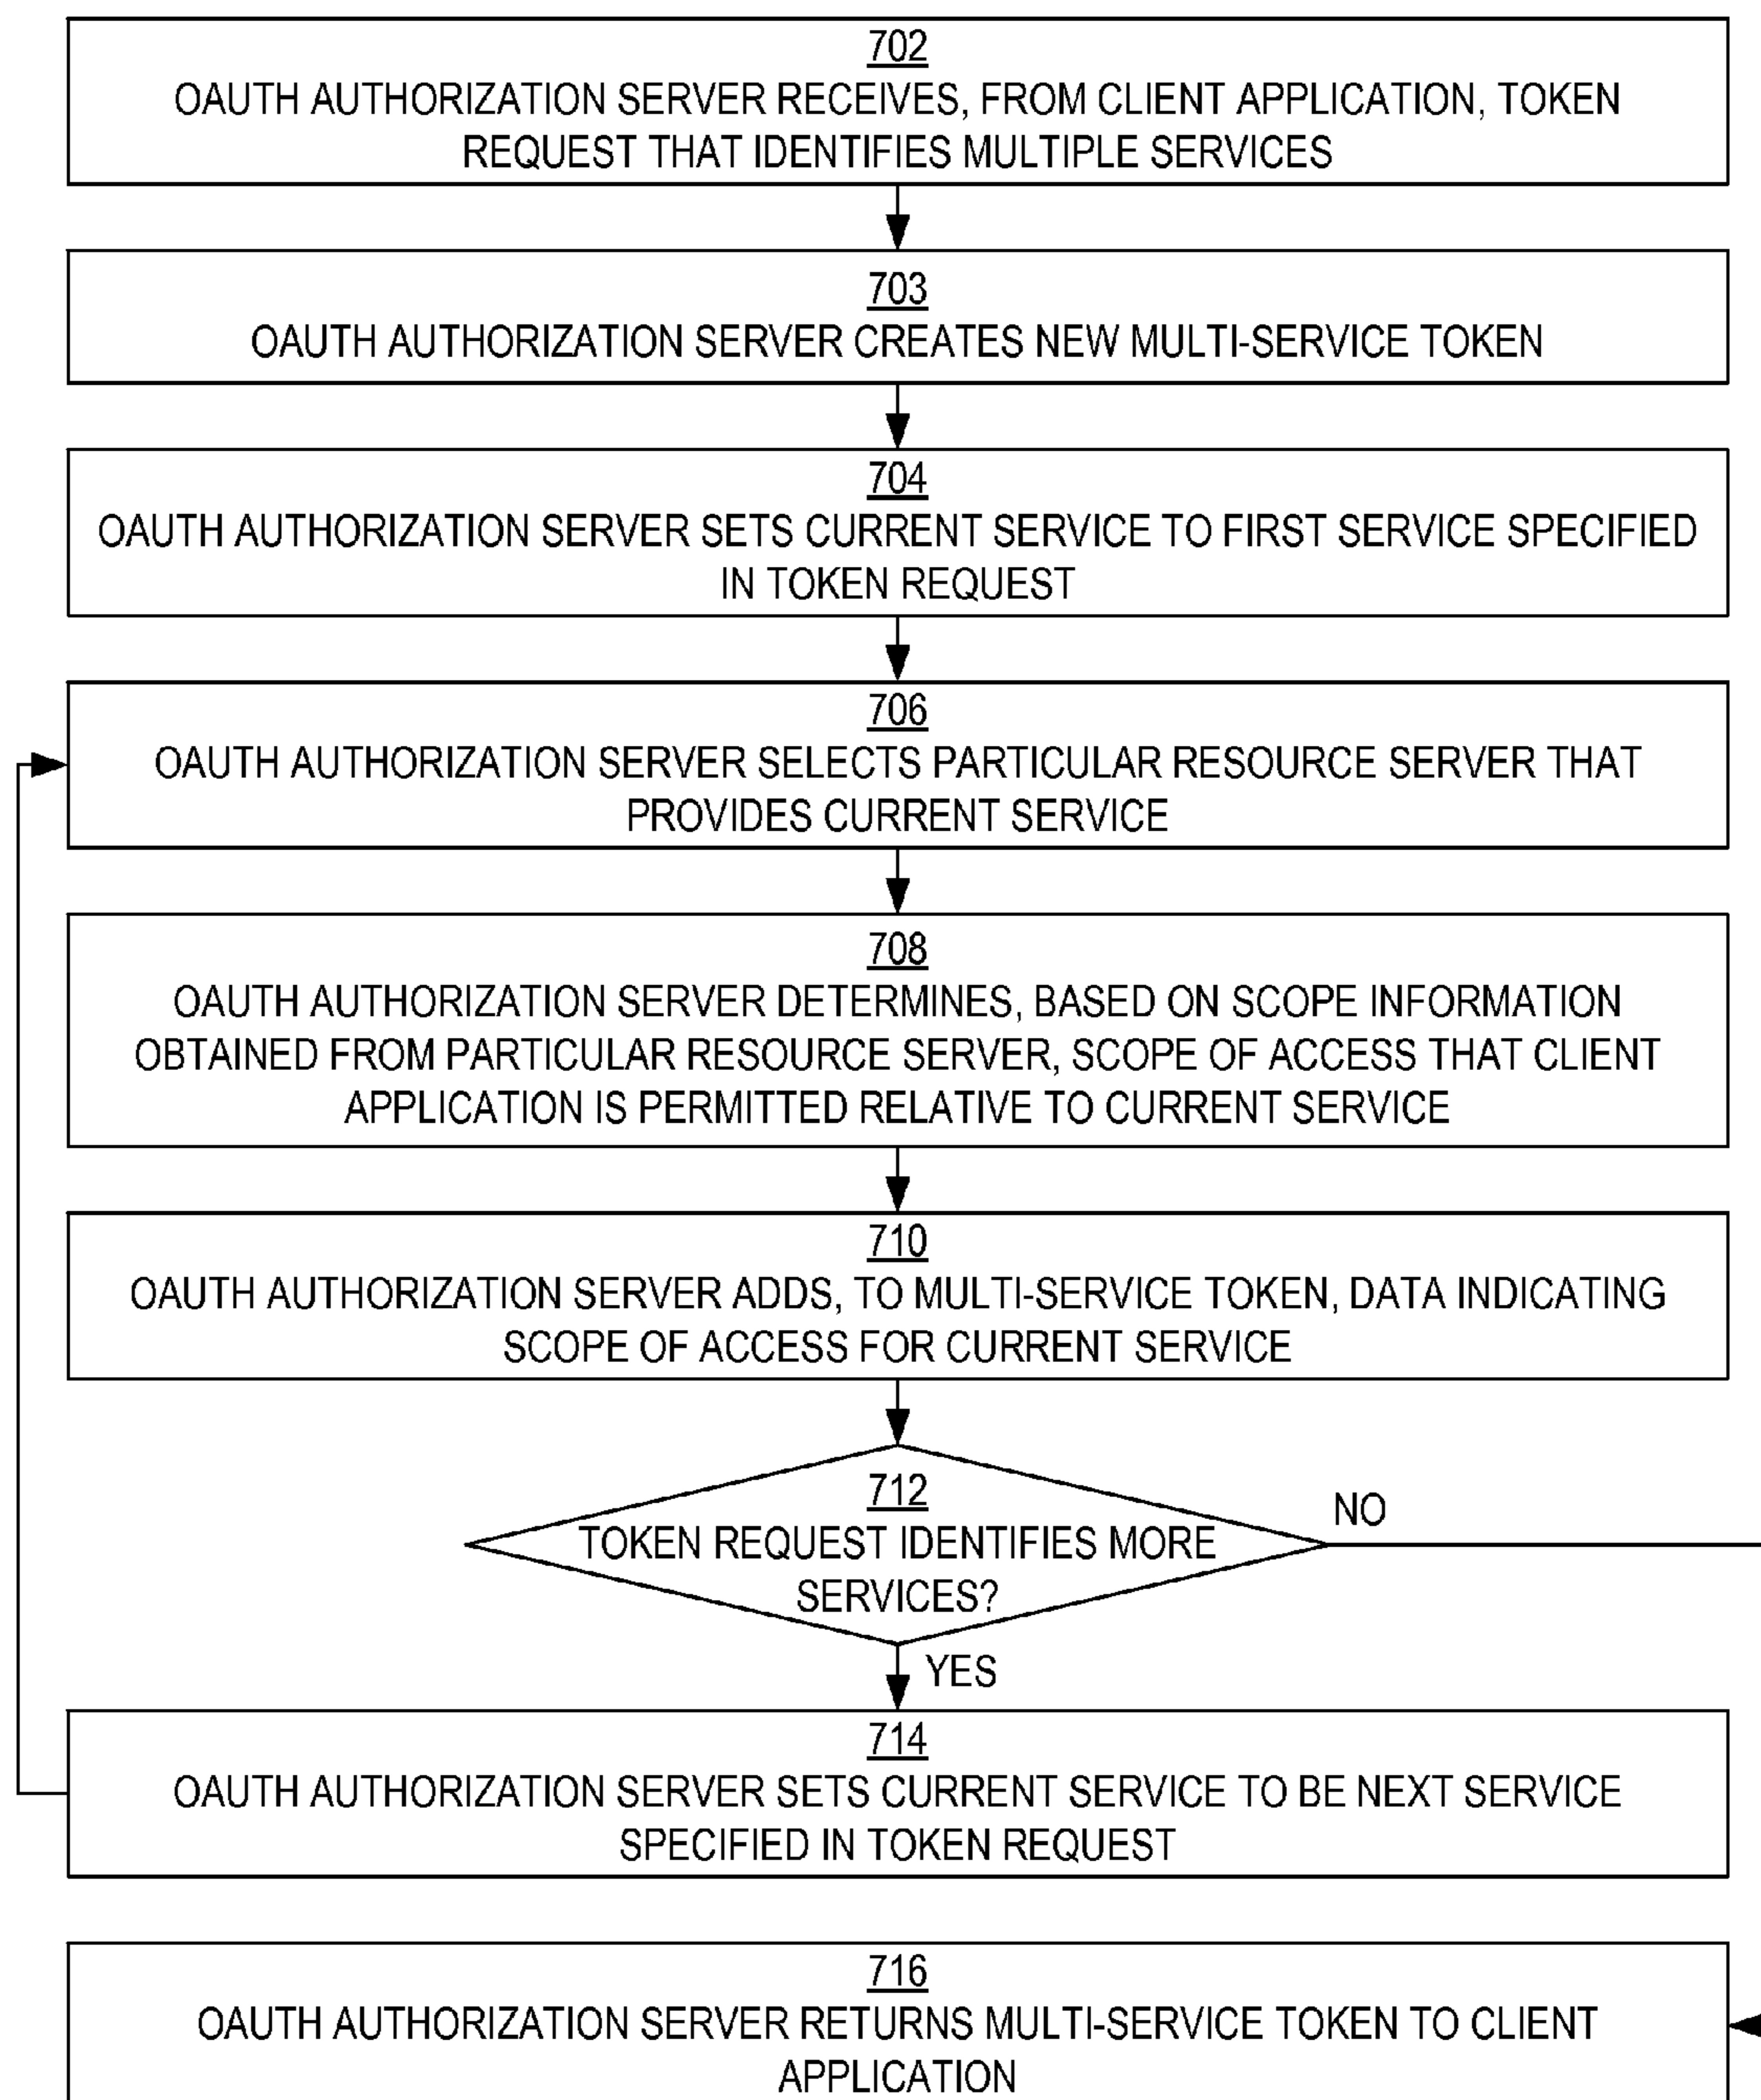 702
OAUTH AUTHORIZATION SERVER RECEIVES, FROM CLIENT APPLICATION, TOKEN
REQUEST THAT IDENTIFIES MULTIPLE SERVICES
703
OAUTH AUTHORIZATION SERVER CREATES NEW MULTI-SERVICE TOKEN
704
OAUTH AUTHORIZATION SERVER SETS CURRENT SERVICE TO FIRST SERVICE SPECIFIED
IN TOKEN REQUEST
706
OAUTH AUTHORIZATION SERVER SELECTS PARTICULAR RESOURCE SERVER THAT
PROVIDES CURRENT SERVICE
708
OAUTH AUTHORIZATION SERVER DETERMINES, BASED ON SCOPE INFORMATION
OBTAINED FROM PARTICULAR RESOURCE SERVER, SCOPE OF ACCESS THAT CLIENT
APPLICATION IS PERMITTED RELATIVE TO CURRENT SERVICE
710
OAUTH AUTHORIZATION SERVER ADDS, TO MULTI-SERVICE TOKEN, DATA INDICATING
SCOPE OF ACCESS FOR CURRENT SERVICE
712
TOKEN REQUEST IDENTIFIES MORE
SERVICES?
NO
YES
714
OAUTH AUTHORIZATION SERVER SETS CURRENT SERVICE TO BE NEXT SERVICE
SPECIFIED IN TOKEN REQUEST
716
OAUTH AUTHORIZATION SERVER RETURNS MULTI-SERVICE TOKEN TO CLIENT
APPLICATION